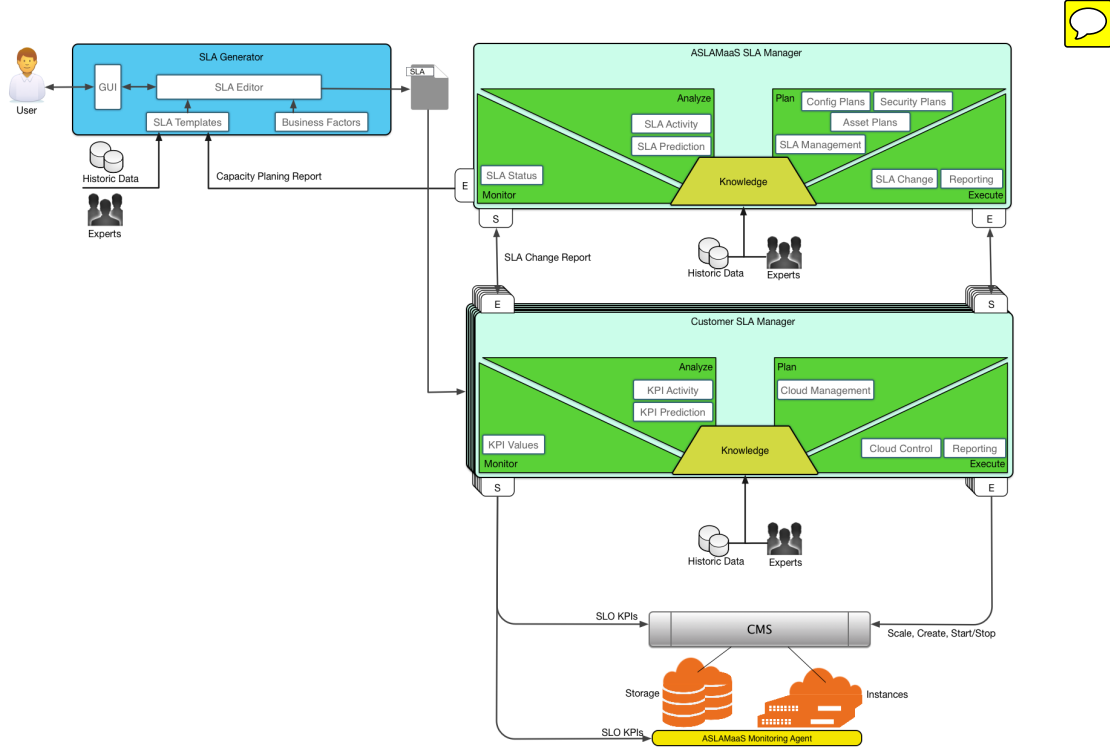 SLA Generator
GUI
SLA Editor
SLA Templates
Business Factors
User
SLA
Historic Data
Experts
Capacity Planing Report
ASLAMaaS SLA Manager
Analyze
SLA Activity
SLA Prediction
Plan
Config Plans
Security Plans
Asset Plans
SLA Management
SLA Status
Monitor
Knowledge
SLA Change
Reporting
Execute
E
S
E
SLA Change Report
Historic Data
Experts
E
S
Customer SLA Manager
Analyze
KPI Activity
KPI Prediction
Plan
Cloud Management
KPI Values
Monitor
Knowledge
Cloud Control
Reporting
Execute
S
E
Historic Data
Experts
SLO KPIs
CMS
Scale, Create, Start/Stop
Storage
Instances
SLO KPIs
ASLAMaaS Monitoring Agent